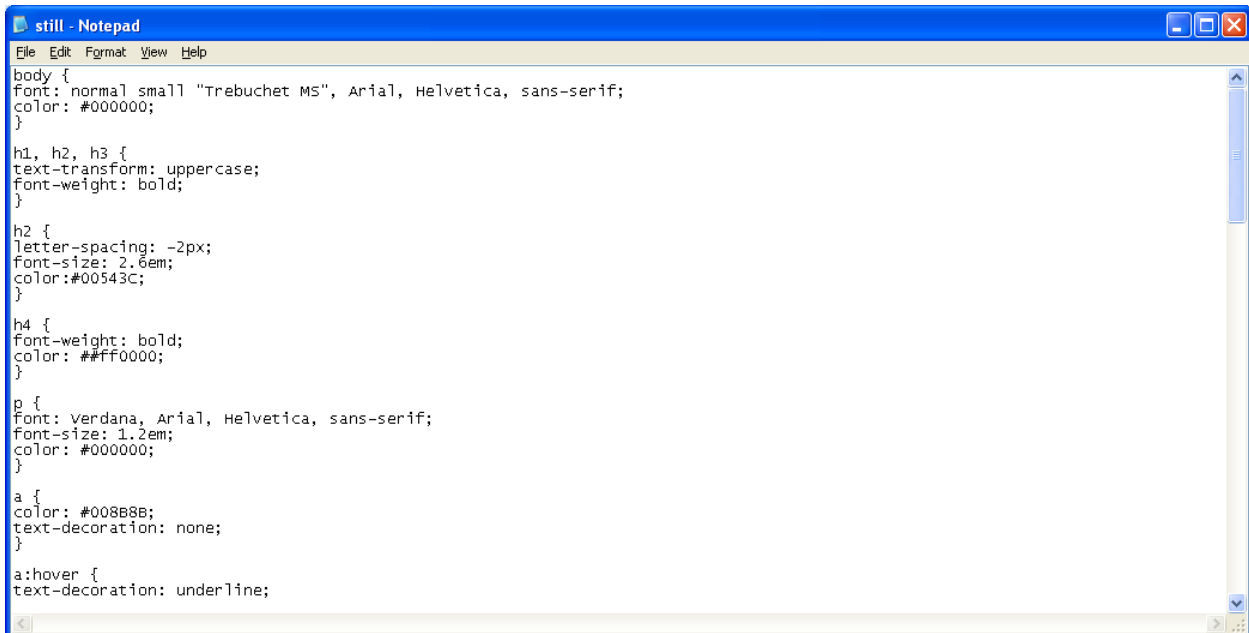 still - Notepad
File Edit Format View Help
body {
font: normal small "Trebuchet MS", Arial, Helvetica, sans-serif;
color: #000000;
}
h1, h2, h3 {
text-transform: uppercase;
font-weight: bold;
}
h2 {
letter-spacing: -2px;
font-size: 2.6em;
color:#00543C;
}
h4 {
font-weight: bold;
color: ##ff0000;
}
p {
font: Verdana, Arial, Helvetica, sans-serif;
font-size: 1.2em;
color: #000000;
}
a {
color: #008B8B;
text-decoration: none;
}
a:hover {
text-decoration: underline;